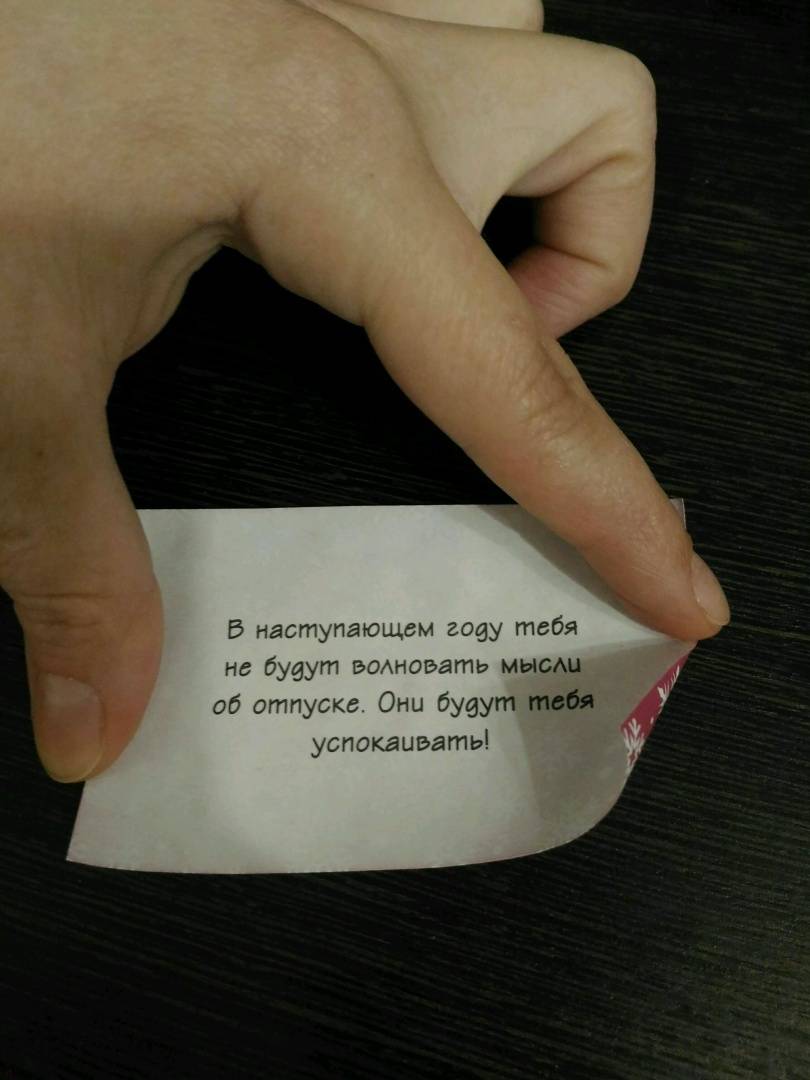 В наступающем году тебя
не будут волновать мысли
об отпуске. Они будут тебя
успокаивать!